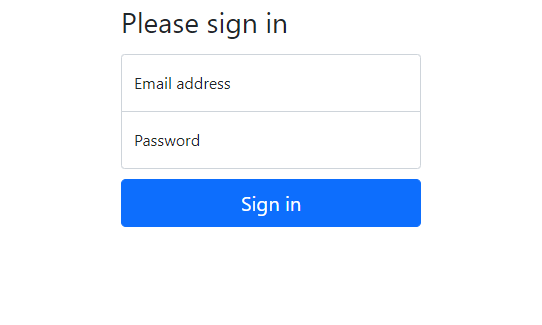 Please sign in
Email address
Password
Sign in